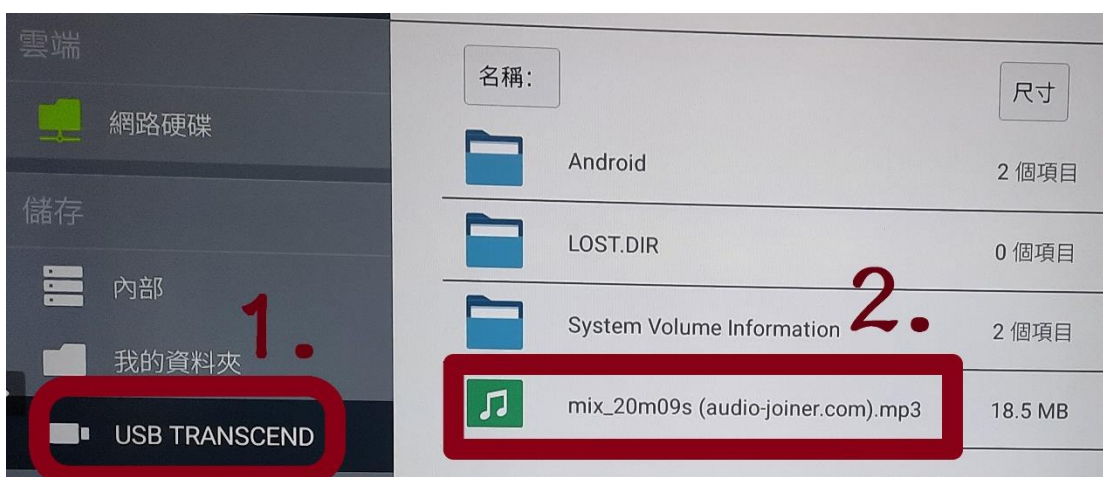 雲端
網路硬碟
儲存
內部
1.
我的資料夾
USB TRANSCEND
名稱:
尺寸
Android
2 個項目
LOST.DIR
0 個項目
2.
System Volume Information
2 個項目
mix_20m09s (audio-joiner.com).mp3
18.5 MB